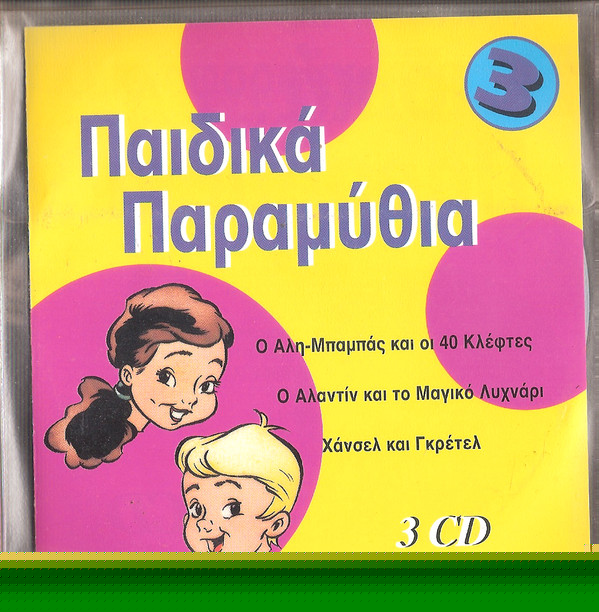 3
Παιδικά
Παραμύθια
Ο Αλη-Μπαμπάς και οι 40 Κλέφτες
Ο Αλαντίν και το Μαγικό Λυχνάρι
Χάνσελ και Γκρέτελ
3 CD